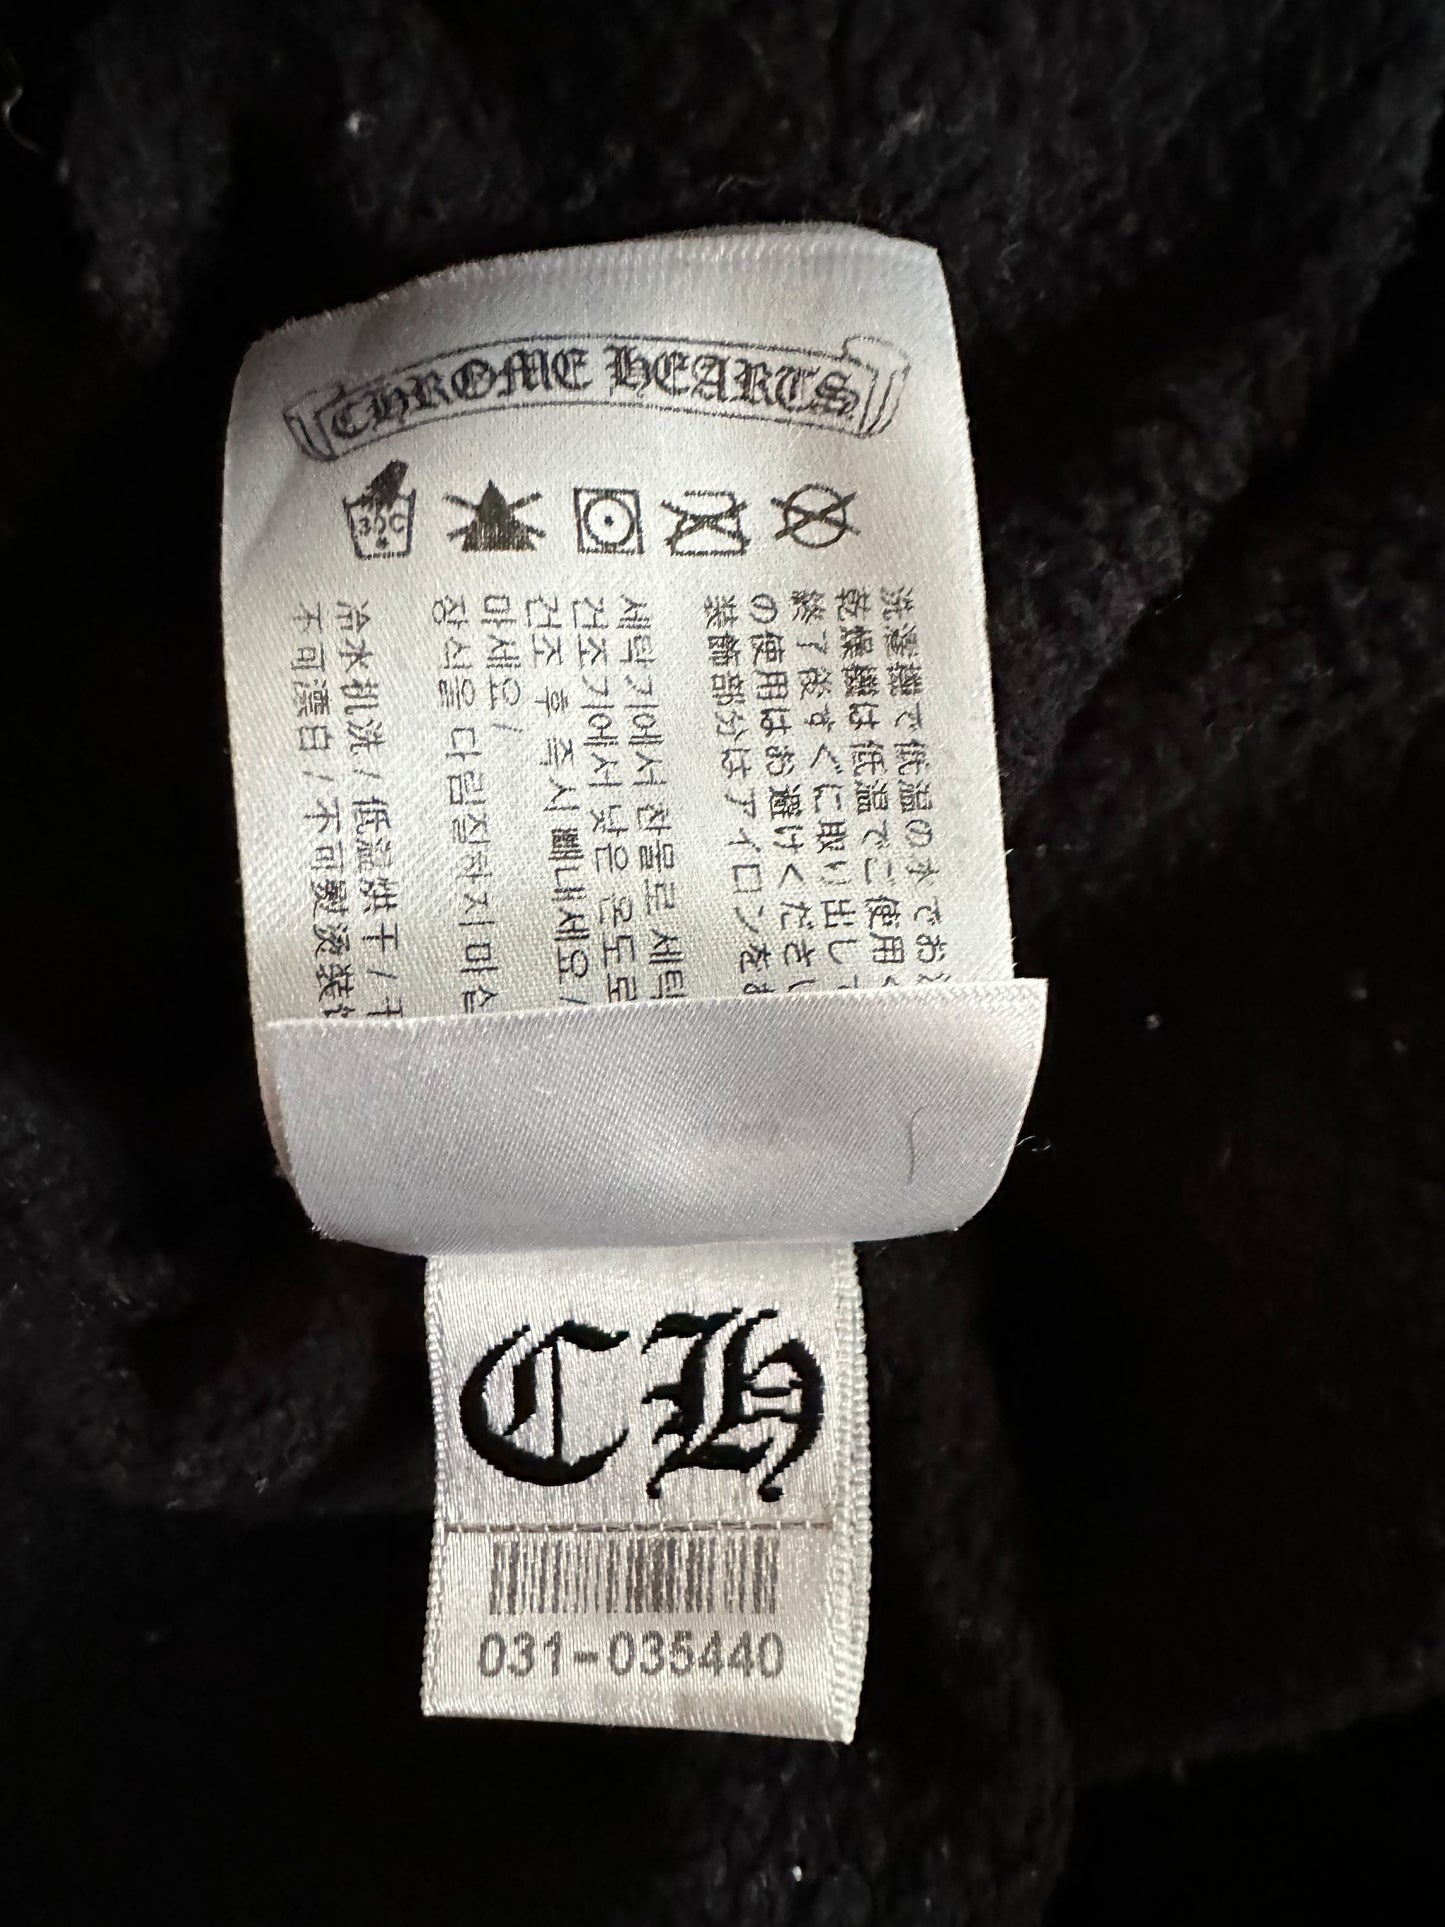 CHROME HEARTS
30C
洗濯機で低温の水でお
乾燥機は低温でご使用く
終了後すぐに取り出して
の使用はお避けくださ
装飾部分はアイロンを
세탁기에서 찬물로 세탁
건조기에서 낮은 온도로
건조 후 즉시 빼내세요 /
마세요 /
장식을 다림질하지 마
冷水机洗 / 低温烘干 / 干
不可漂白 / 不可熨烫装
CH
031-035440